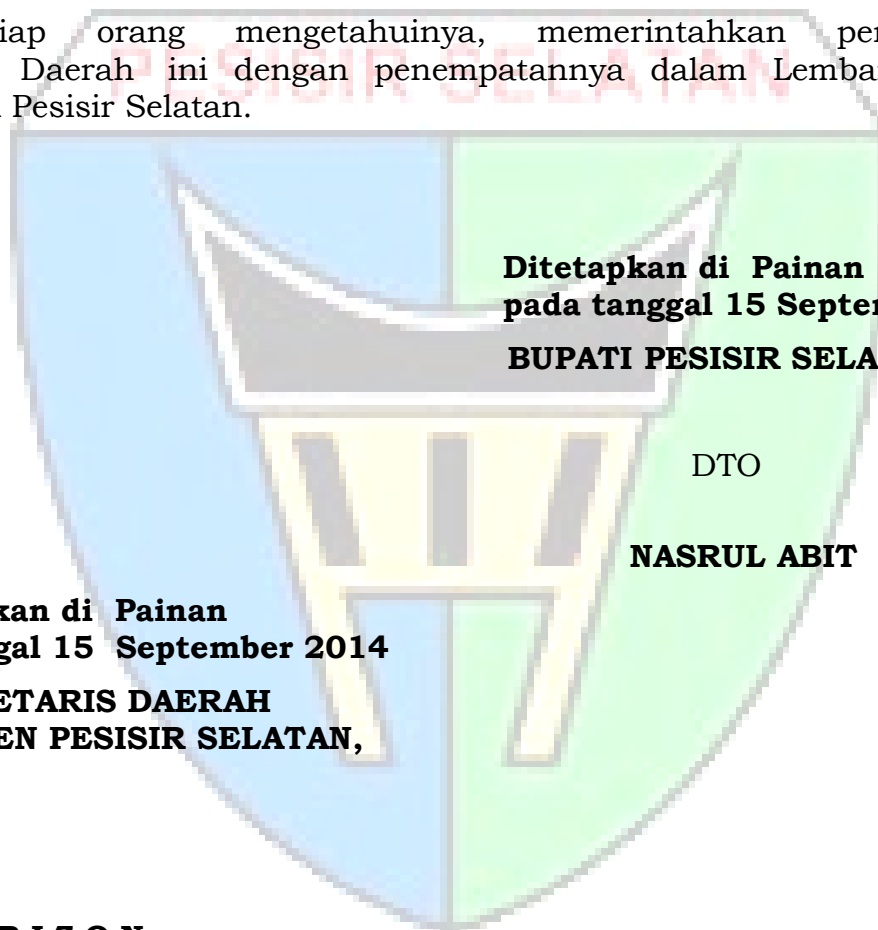 iap orang mengetahuinya, memerintahkan per
Daerah ini dengan penempatannya dalam Lemba
Pesisir Selatan.
PESISIR SELATAN
Ditetapkan di Painan
pada tanggal 15 Septe
BUPATI PESISIR SELA
DTO
NASRUL ABIT
kan di Painan
gal 15 September 2014
ETARIS DAERAH
EN PESISIR SELATAN,